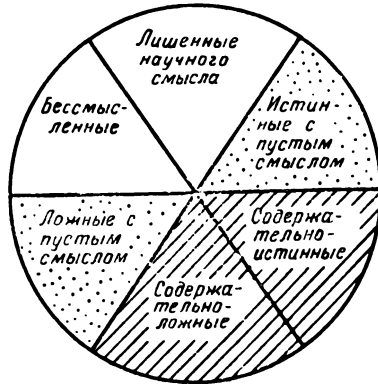 Лишенные
научного
смысла
Бессмыс-
ленные
Истин-
ные с
пустым
смыслом
Ложные с
пустым
смыслом
Содержа-
тельно-
истинные
Содержа-
тельно-
ложные